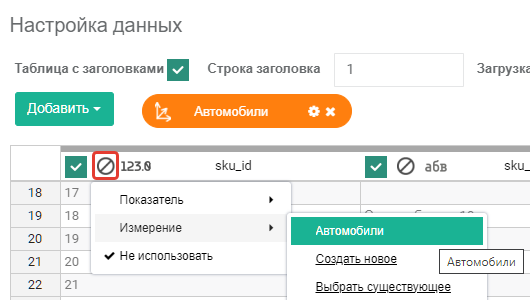 Настройка данных
Таблица с заголовками Строка заголовка 1 Загрузка
Добавить Автомобили
123.0 sku_id абв sku_
18 17
19 18
20 19
21 20
22 21
Показатель
Измерение
Не использовать
Автомобили
Создать новое
Выбрать существующее
Автомобили